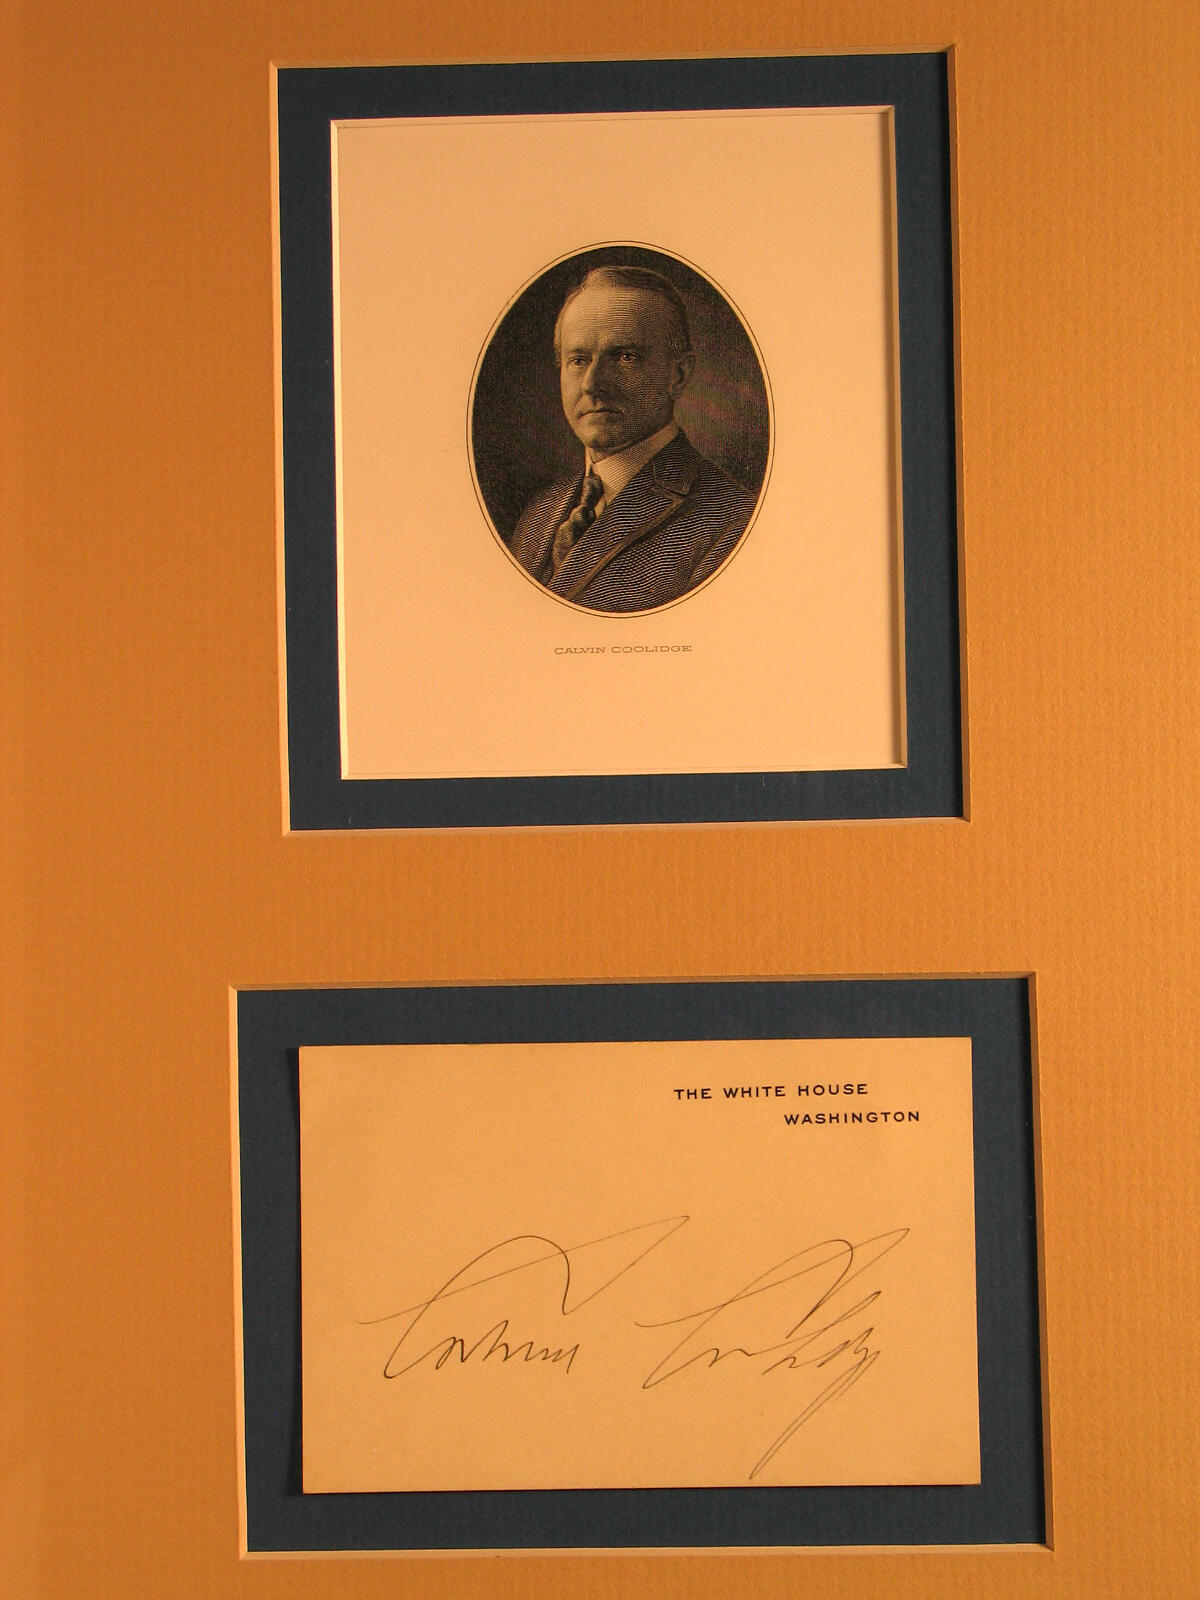 CALVIN COOLIDGE
THE WHITE HOUSE
WASHINGTON
Calvin Coolidge